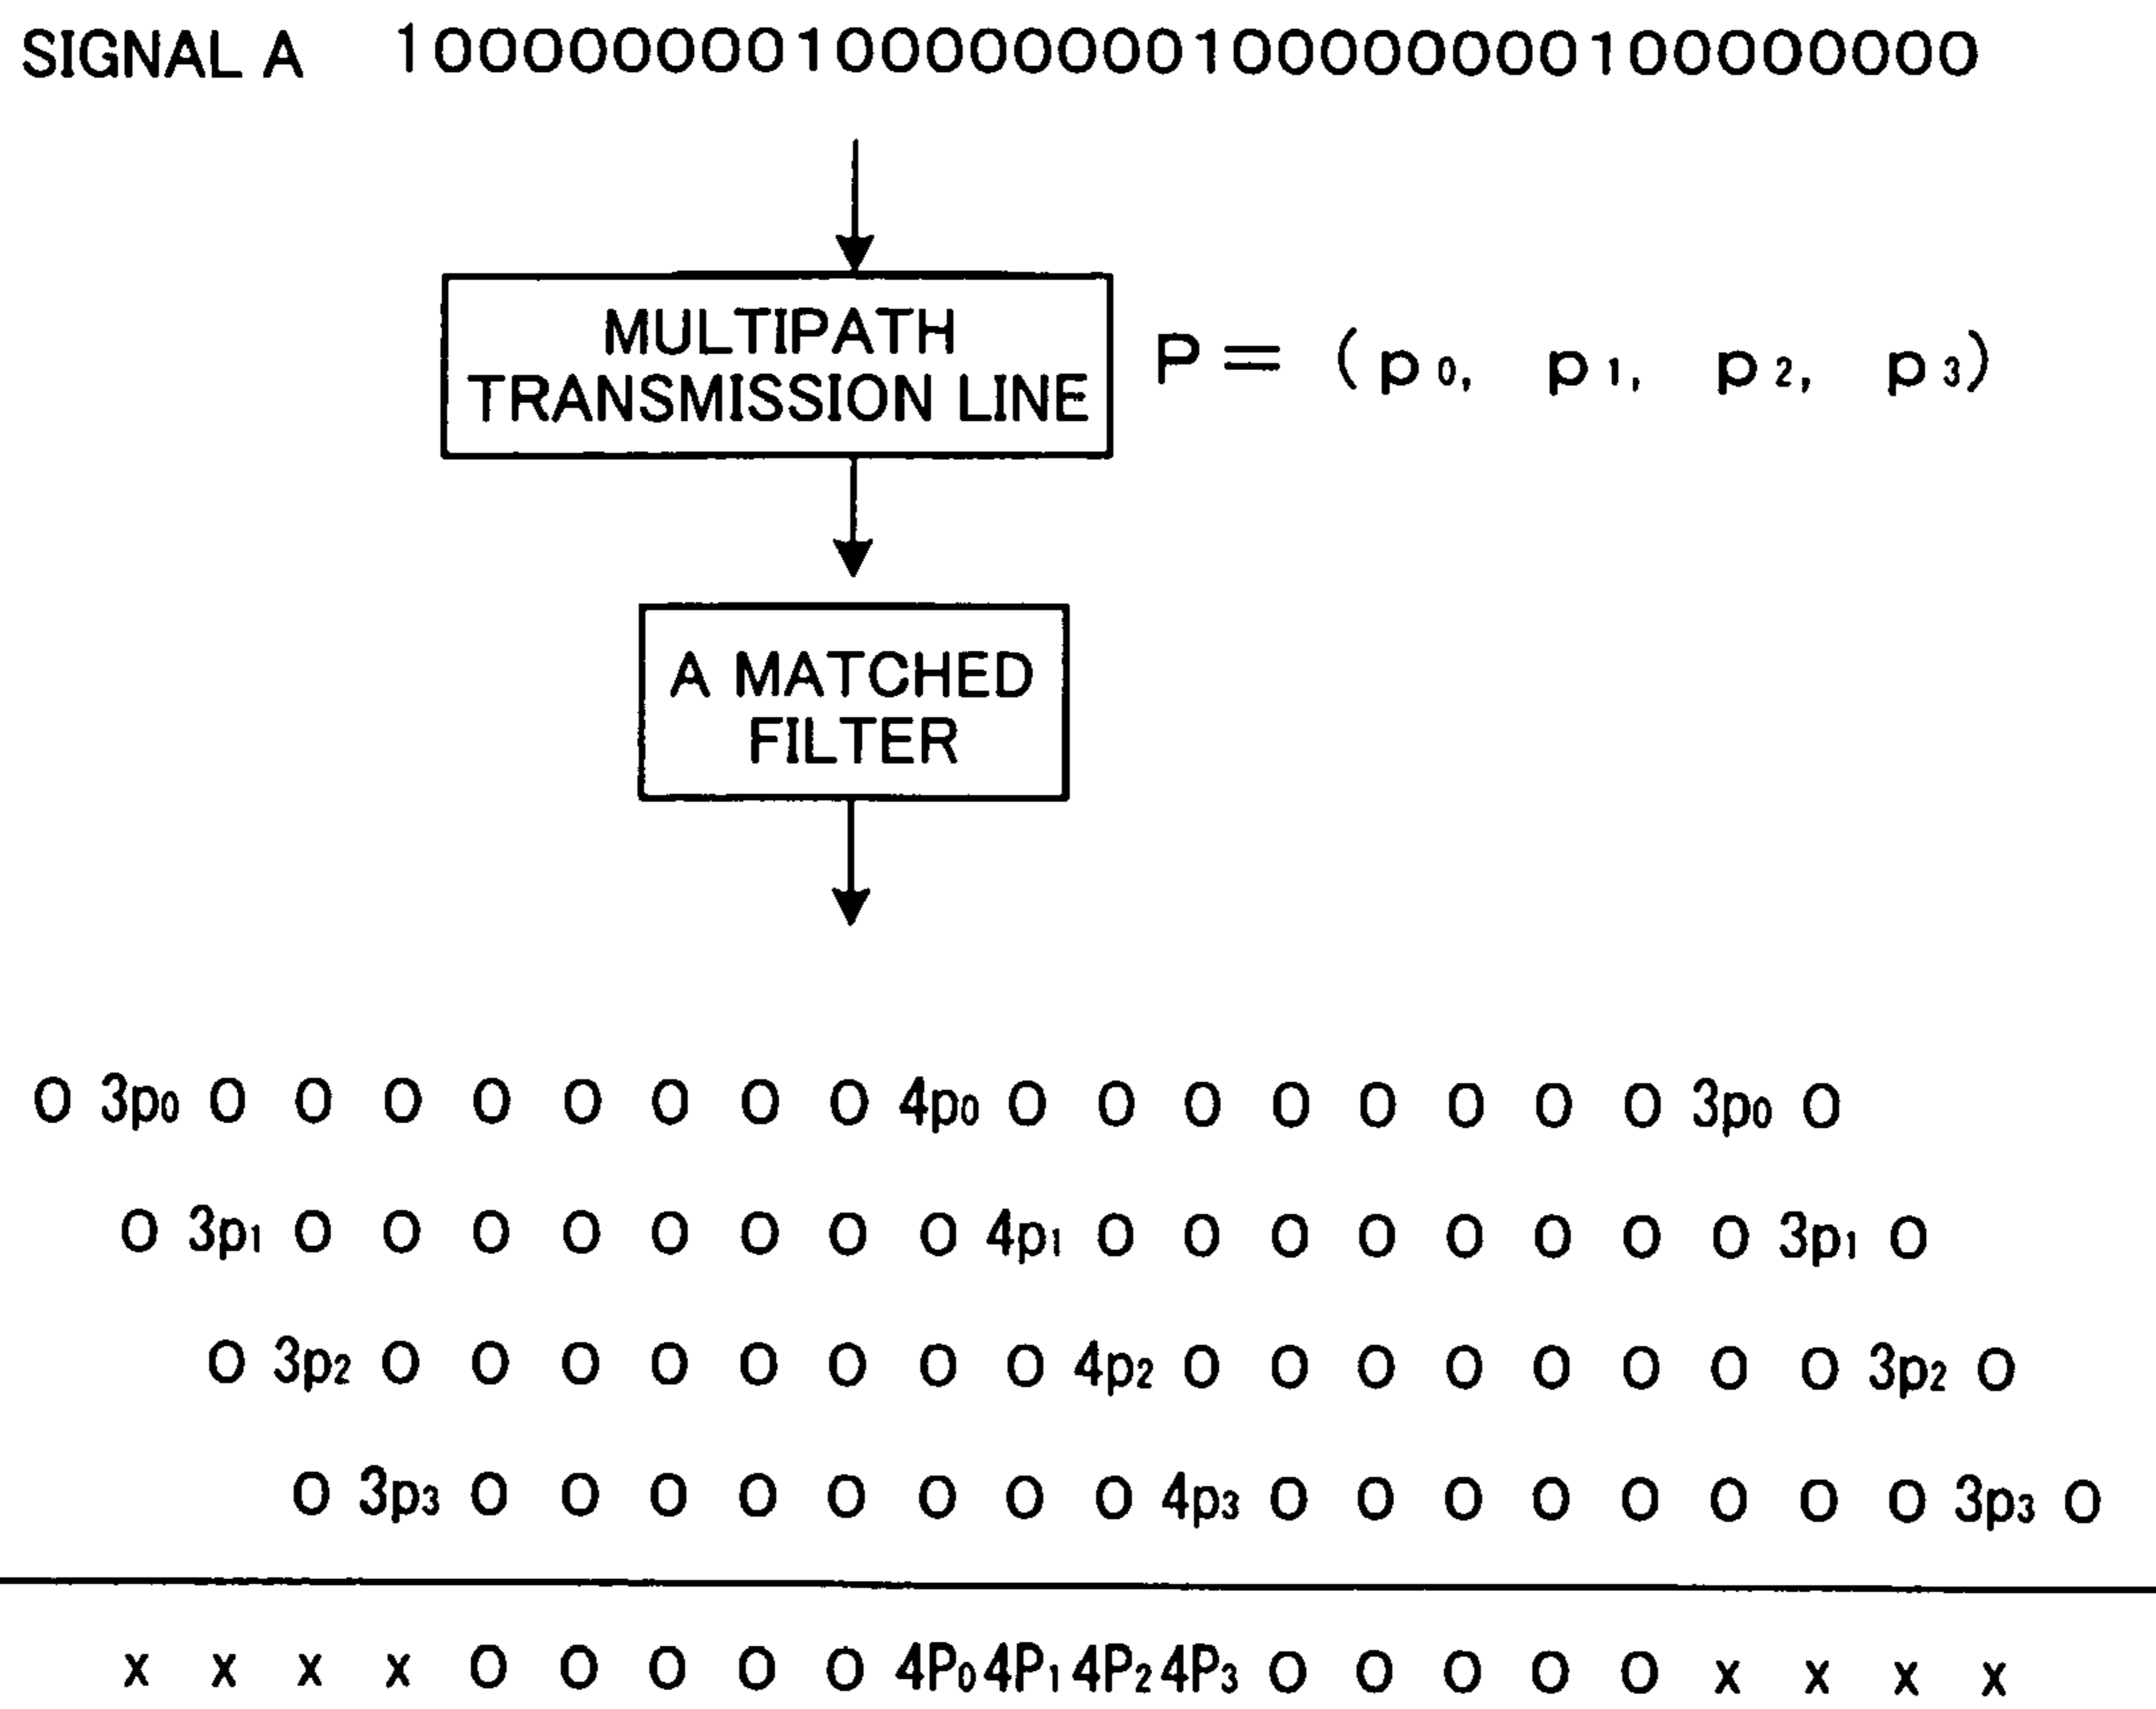 SIGNAL A 100000000100000000100000000100000000
MULTIPATH
TRANSMISSION LINE
P = (p0, p1, p2, p3)
A MATCHED
FILTER
0 3p0 0 0 0 0 0 0 0 0 4p0 0 0 0 0 0 0 0 0 3p0 0
0 3p1 0 0 0 0 0 0 0 0 4p1 0 0 0 0 0 0 0 0 3p1 0
0 3p2 0 0 0 0 0 0 0 0 4p2 0 0 0 0 0 0 0 0 3p2 0
0 3p3 0 0 0 0 0 0 0 0 4p3 0 0 0 0 0 0 0 0 3p3 0
x x x x 0 0 0 0 0 4P0 4P1 4P2 4P3 0 0 0 0 0 x x x x